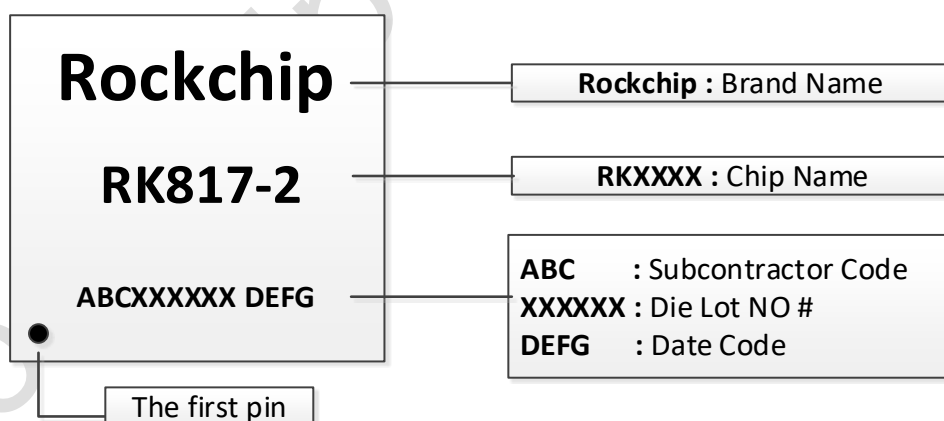 Rockchip
RK817-2
ABCXXXXXX DEFG
The first pin
Rockchip : Brand Name
RKXXXX : Chip Name
ABC : Subcontractor Code
XXXXXX : Die Lot NO #
DEFG : Date Code